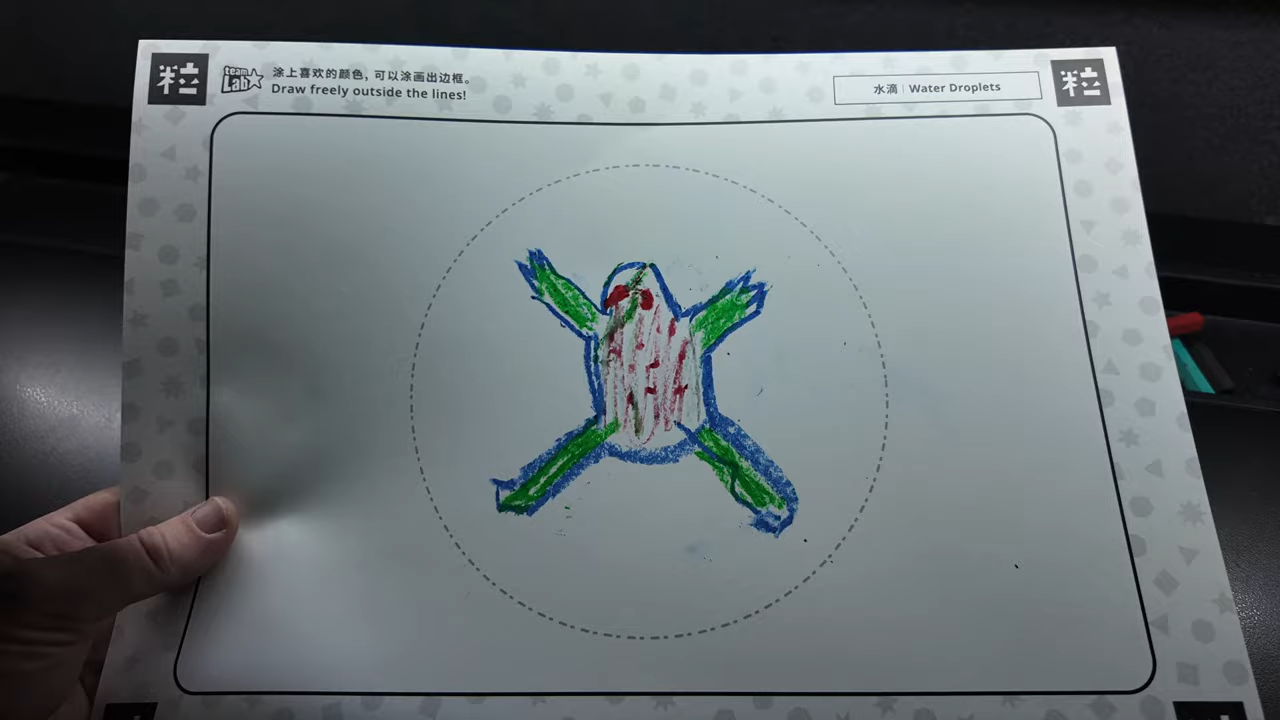 粒
team
Lab
涂上喜欢的颜色，可以涂画出边框。
Draw freely outside the lines!
水滴 | Water Droplets
粒